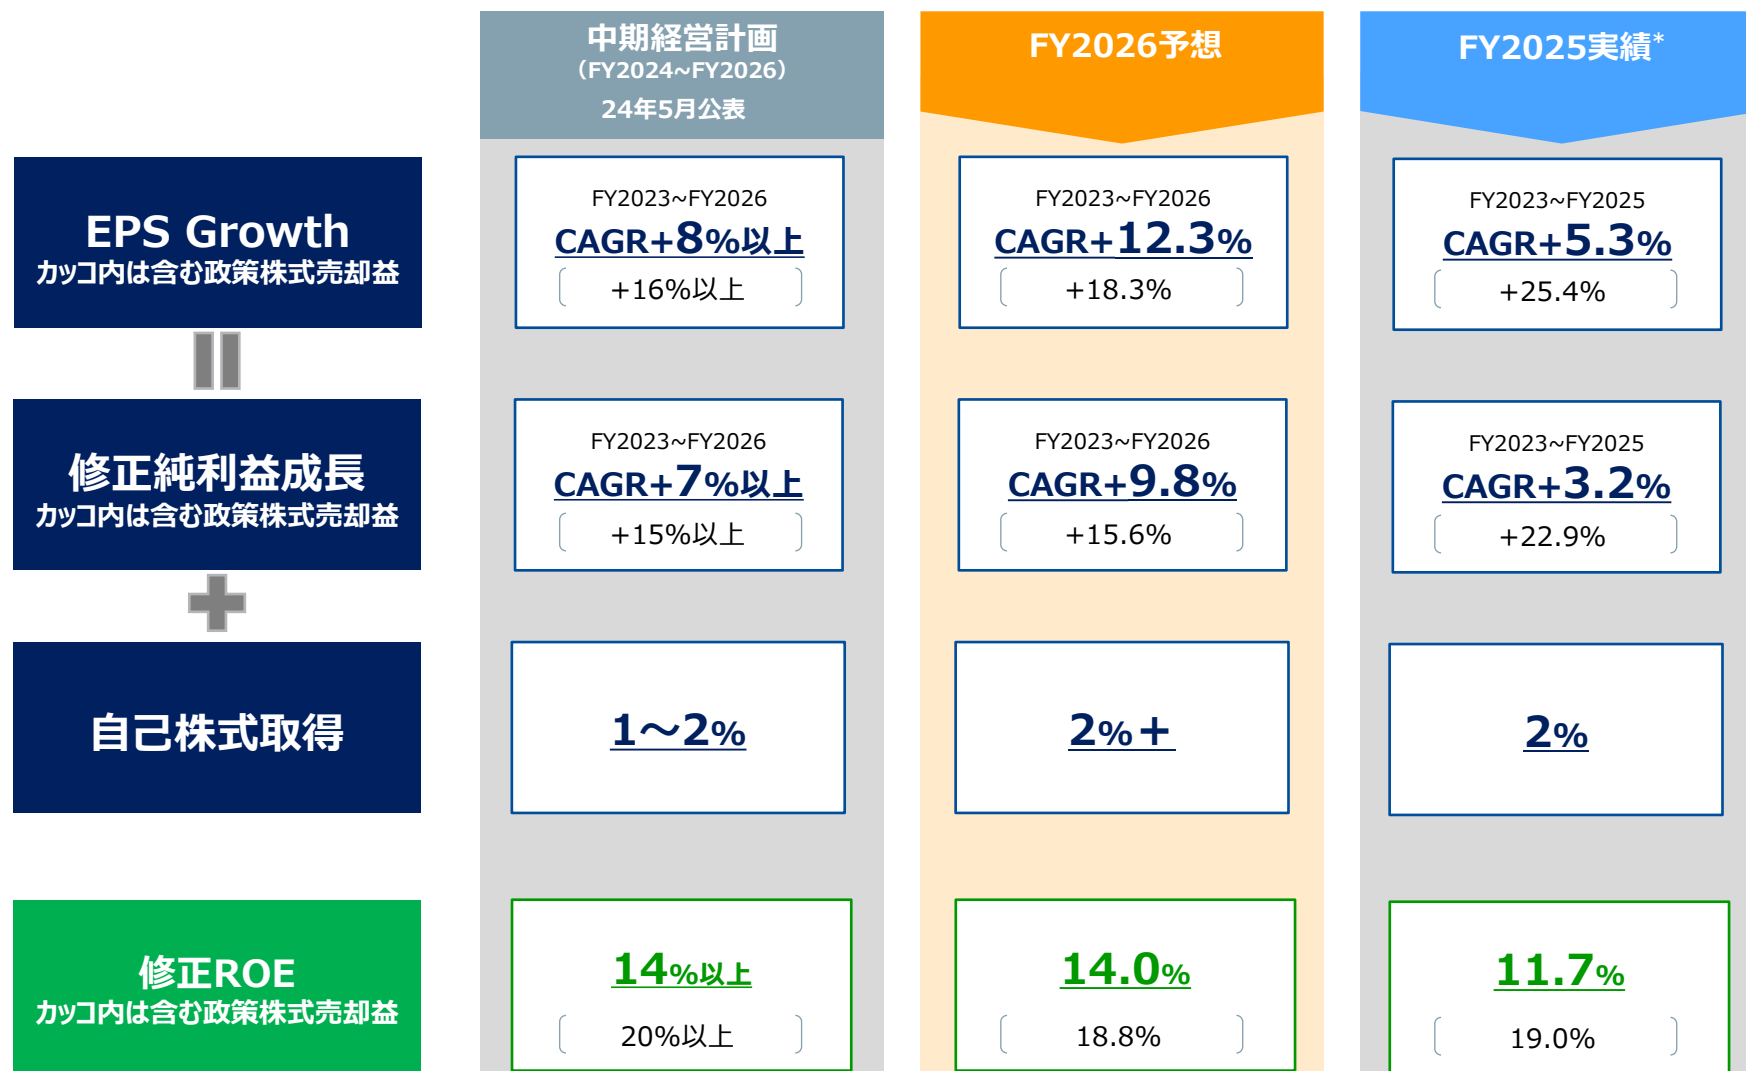 中期経営計画
（FY2024~FY2026）
24年5月公表
FY2026予想
FY2025実績*
EPS Growth
カッコ内は含む政策株式売却益
FY2023~FY2026
CAGR+8%以上
+16%以上
FY2023~FY2026
CAGR+12.3%
+18.3%
FY2023~FY2025
CAGR+5.3%
+25.4%
修正純利益成長
カッコ内は含む政策株式売却益
FY2023~FY2026
CAGR+7%以上
+15%以上
FY2023~FY2026
CAGR+9.8%
+15.6%
FY2023~FY2025
CAGR+3.2%
+22.9%
自己株式取得
1～2%
2%＋
2%
修正ROE
カッコ内は含む政策株式売却益
14%以上
20%以上
14.0%
18.8%
11.7%
19.0%